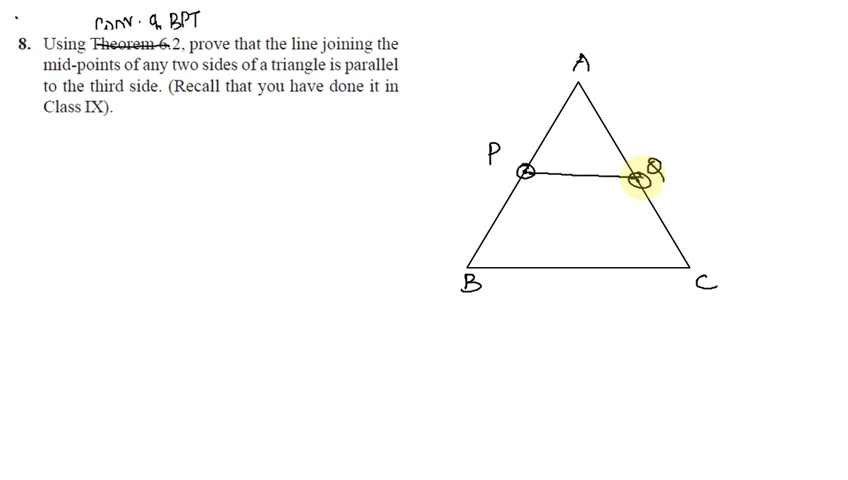 conv. of BPT
8. Using Theorem 6.2, prove that the line joining the
mid-points of any two sides of a triangle is parallel
to the third side. (Recall that you have done it in
Class IX).
A
P
Q
B
C